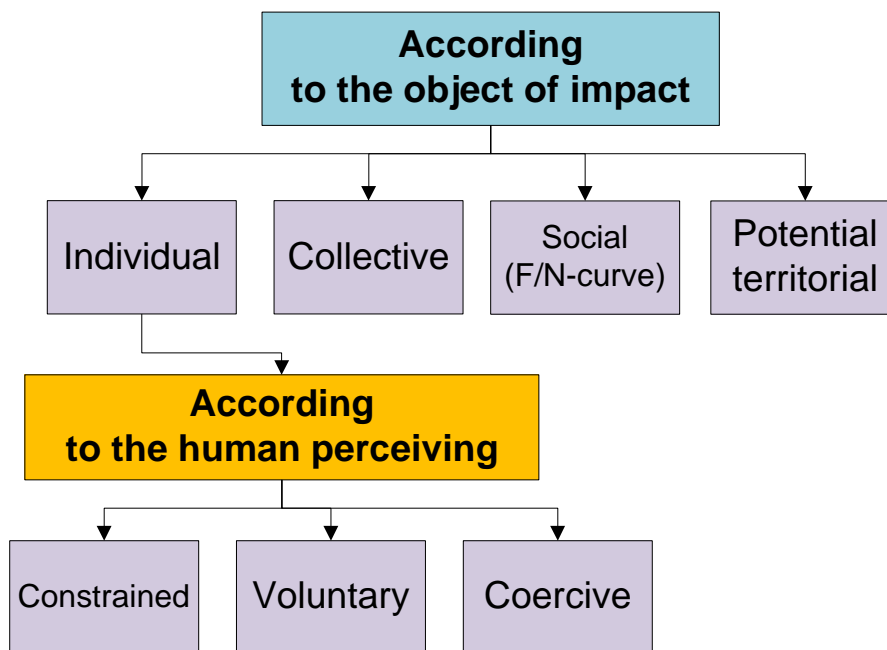 According
to the object of impact
Individual
Collective
Social
(F/N-curve)
Potential
territorial
According
to the human perceiving
Constrained
Voluntary
Coercive